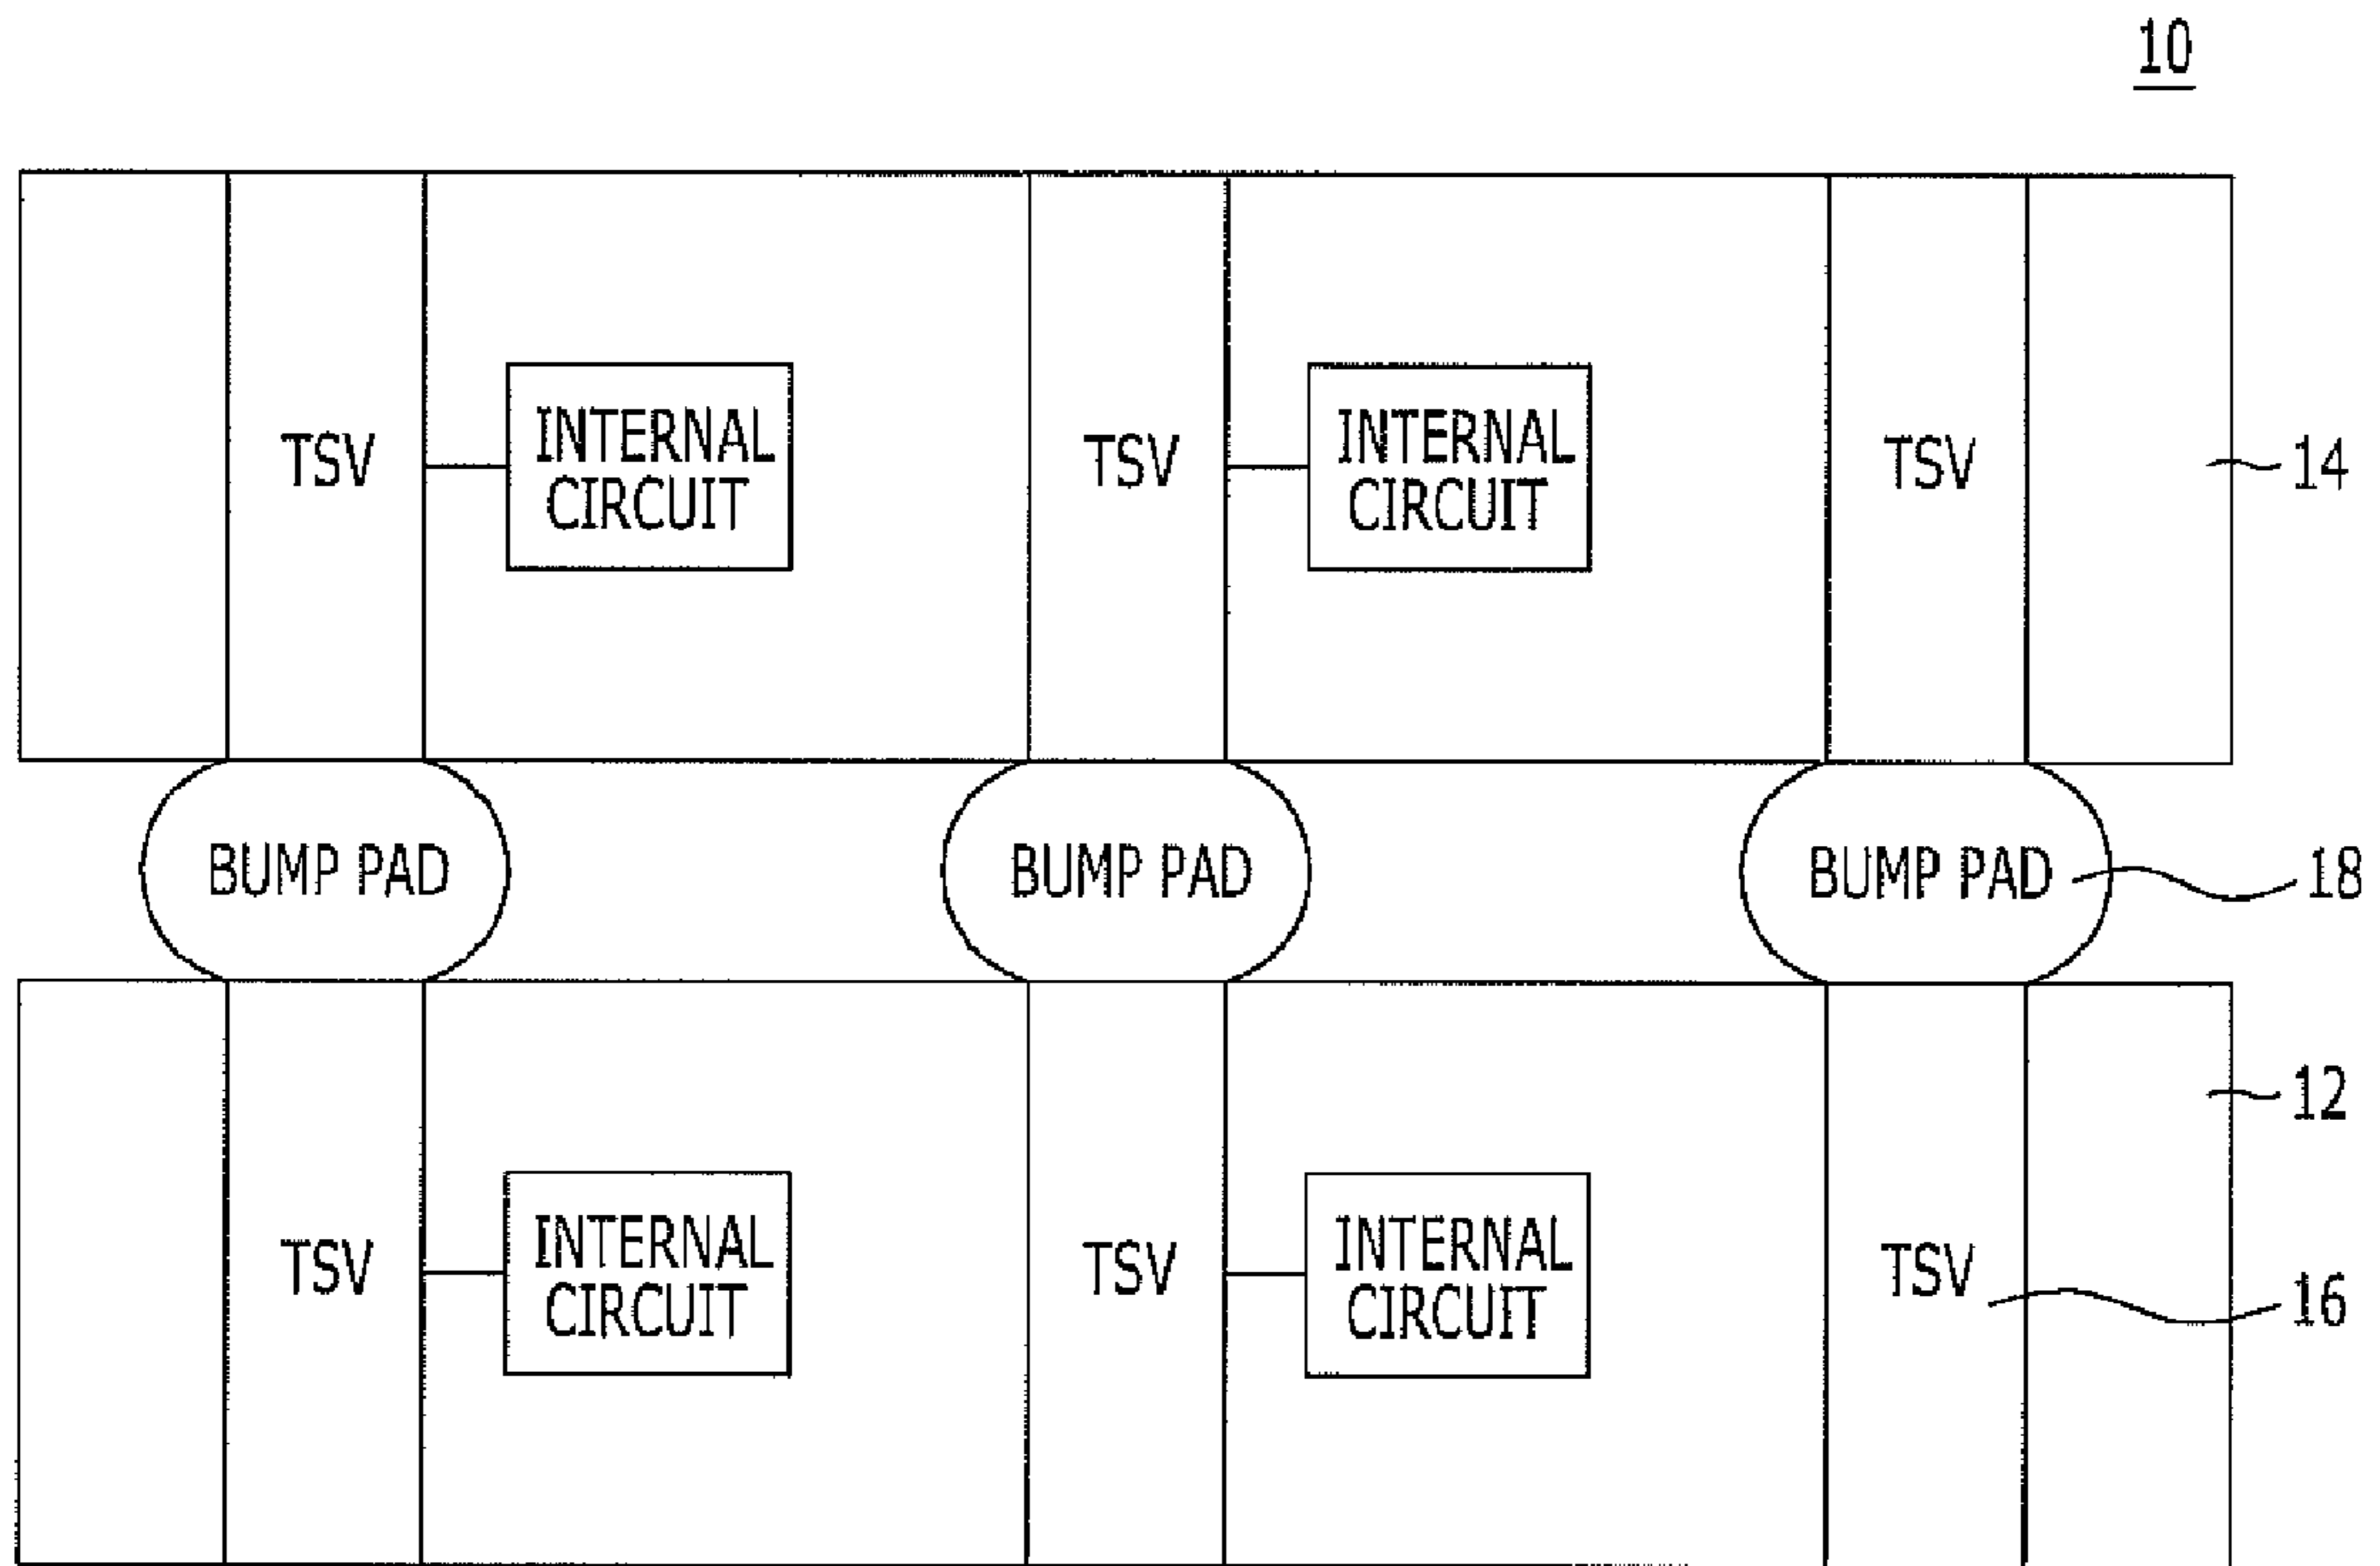 10
TSV
INTERNAL
CIRCUIT
TSV
INTERNAL
CIRCUIT
TSV
14
BUMP PAD
BUMP PAD
BUMP PAD
18
12
TSV
INTERNAL
CIRCUIT
TSV
INTERNAL
CIRCUIT
TSV
16